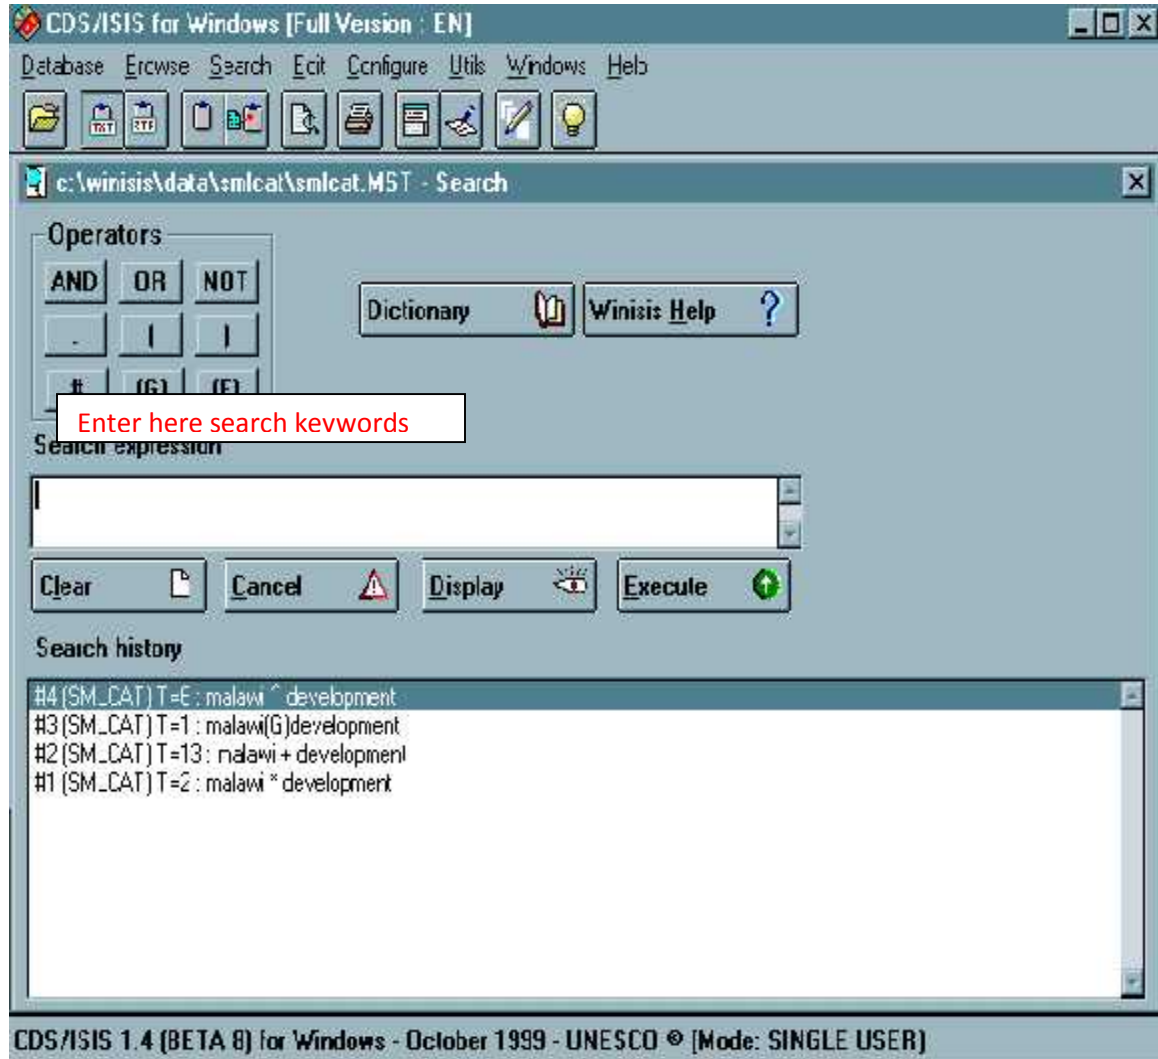 CDS/ISIS for Windows [Full Version : EN]
Database Browse Search Edit Configure Utils Windows Help
TXT RTF
c:\winisis\data\smlcat\smlcat.MST - Search
Operators
AND OR NOT
Dictionary Winisis Help ?
. ( )
# (G) (F)
Enter here search keywords
Search expression
Clear Cancel Display Execute
Search history
#4 (SM_CAT) T=6 : malawi ^ development
#3 (SM_CAT) T=1 : malawi(G)development
#2 (SM_CAT) T=13 : malawi + development
#1 (SM_CAT) T=2 : malawi * development
CDS/ISIS 1.4 (BETA 8) for Windows - October 1999 - UNESCO © [Mode: SINGLE USER]